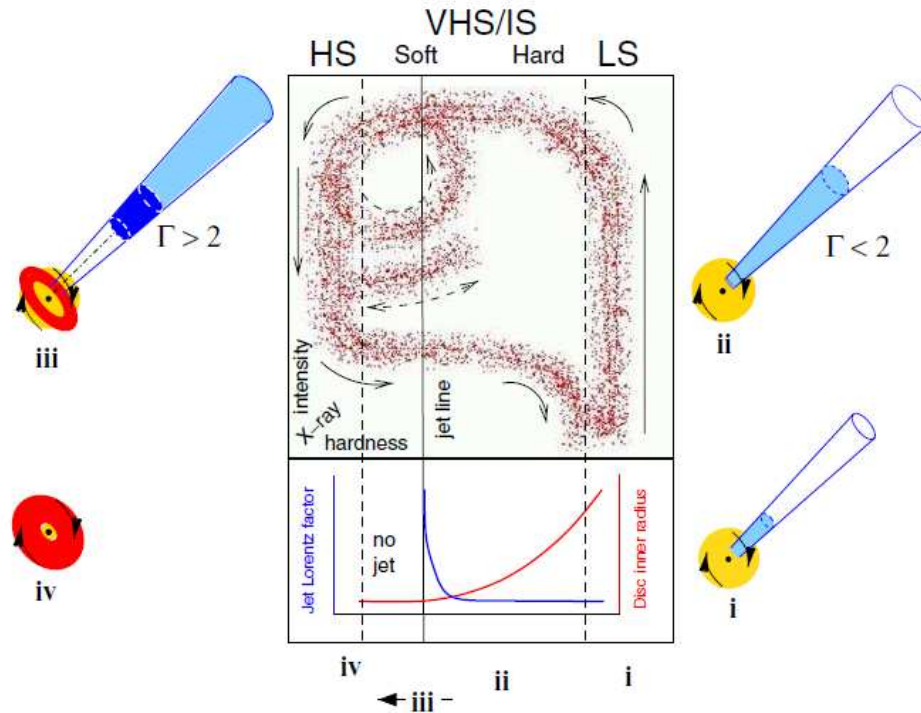 VHS/IS
HS Soft Hard LS
Γ > 2
iii
Γ < 2
ii
X-ray
intensity
hardness
jet line
iv
i
Jet Lorentz factor
no
jet
Disc inner radius
iv
iii
ii
i